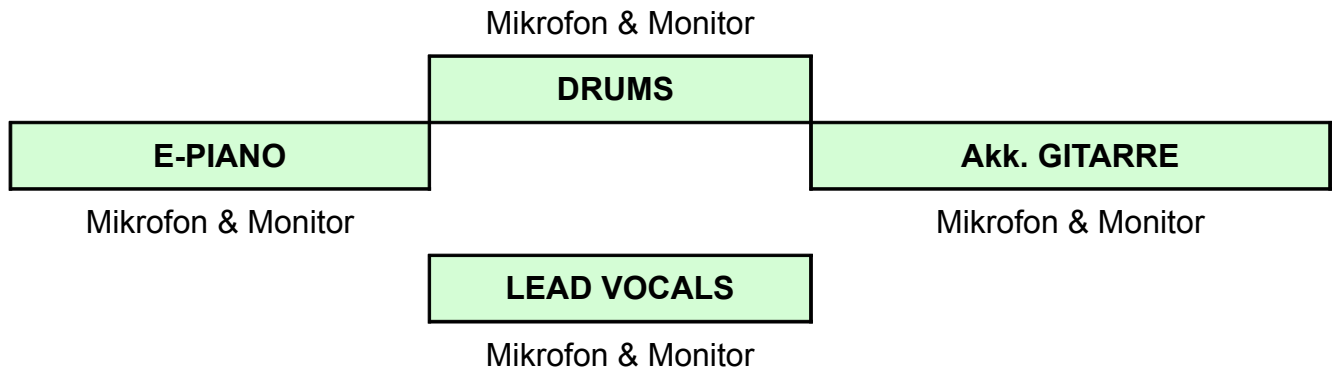 Mikrofon & Monitor
DRUMS
E-PIANO
Akk. GITARRE
Mikrofon & Monitor
Mikrofon & Monitor
LEAD VOCALS
Mikrofon & Monitor